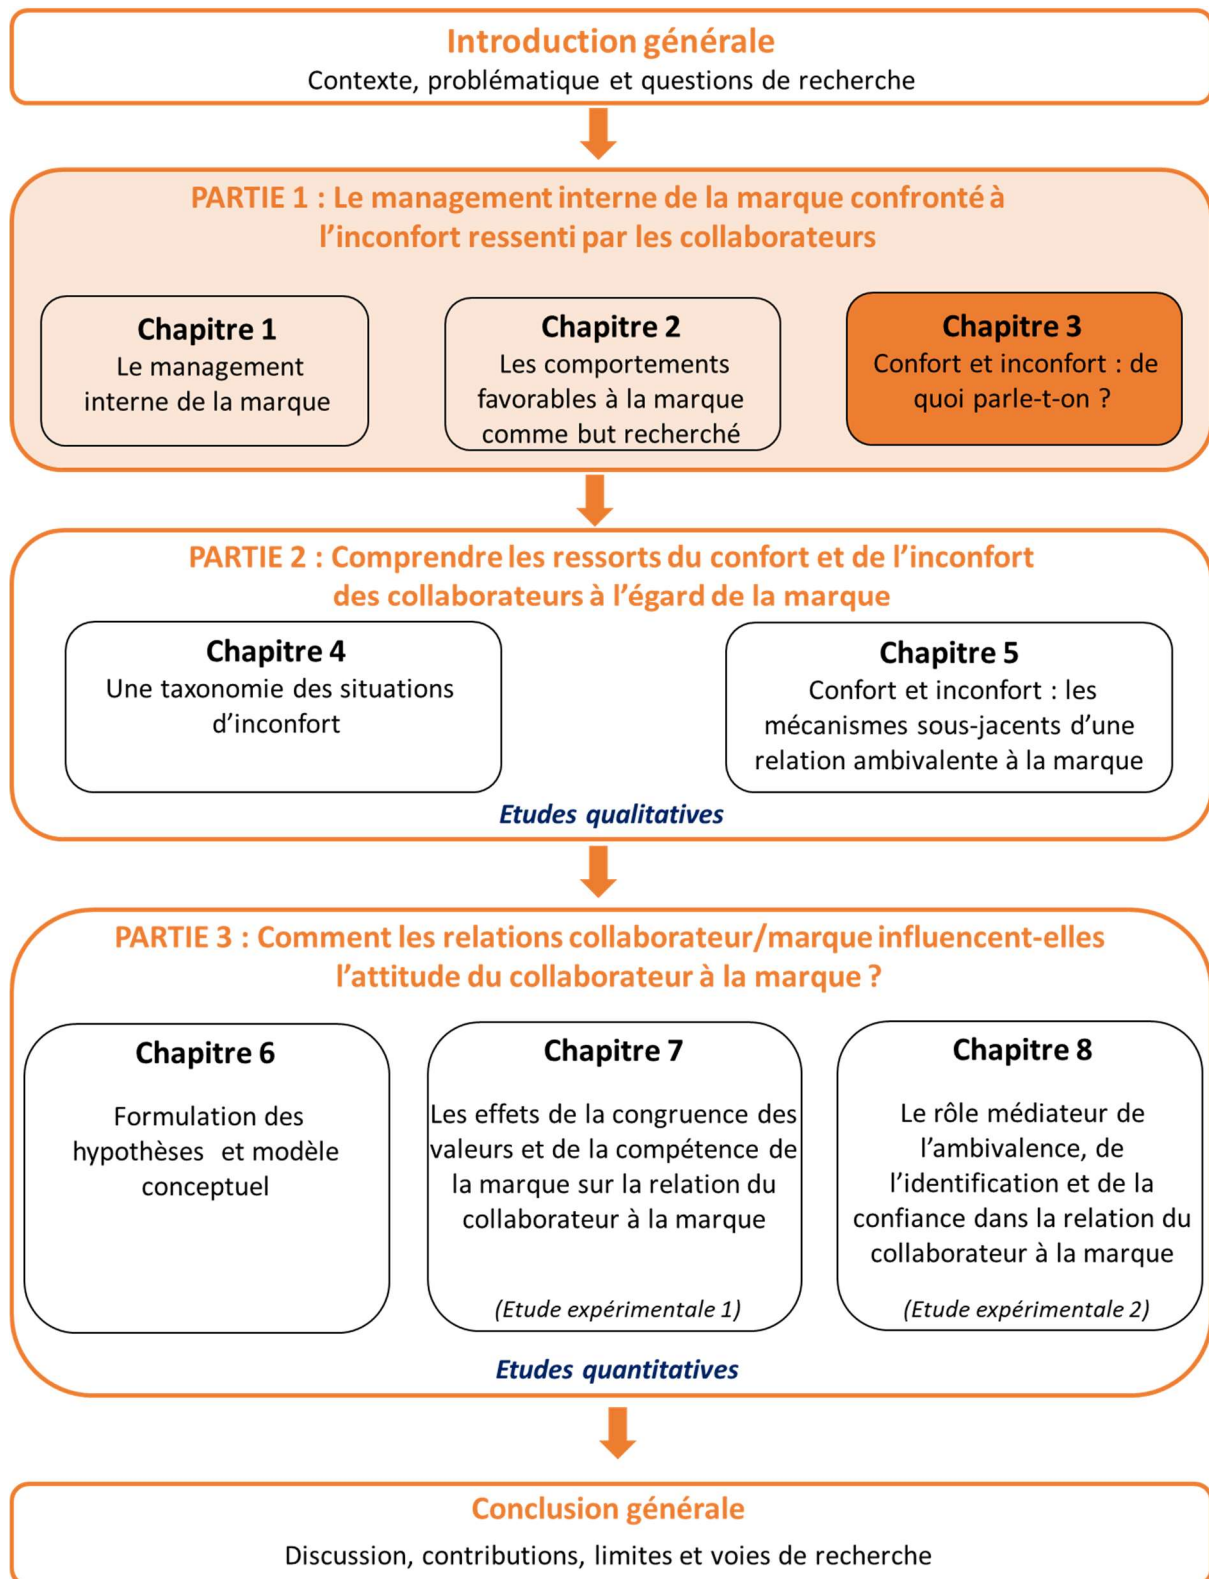 Introduction générale
Contexte, problématique et questions de recherche
PARTIE 1 : Le management interne de la marque confronté à
l'inconfort ressenti par les collaborateurs
Chapitre 1
Le management
interne de la marque
Chapitre 2
Les comportements
favorables à la marque
comme but recherché
Chapitre 3
Confort et inconfort : de
quoi parle-t-on ?
PARTIE 2 : Comprendre les ressorts du confort et de l'inconfort
des collaborateurs à l'égard de la marque
Chapitre 4
Une taxonomie des situations
d'inconfort
Chapitre 5
Confort et inconfort : les
mécanismes sous-jacents d'une
relation ambivalente à la marque
Etudes qualitatives
PARTIE 3 : Comment les relations collaborateur/marque influencent-elles
l'attitude du collaborateur à la marque ?
Chapitre 6
Formulation des
hypothèses et modèle
conceptuel
Chapitre 7
Les effets de la congruence des
valeurs et de la compétence de
la marque sur la relation du
collaborateur à la marque
(Etude expérimentale 1)
Chapitre 8
Le rôle médiateur de
l'ambivalence, de
l'identification et de la
confiance dans la relation du
collaborateur à la marque
(Etude expérimentale 2)
Etudes quantitatives
Conclusion générale
Discussion, contributions, limites et voies de recherche